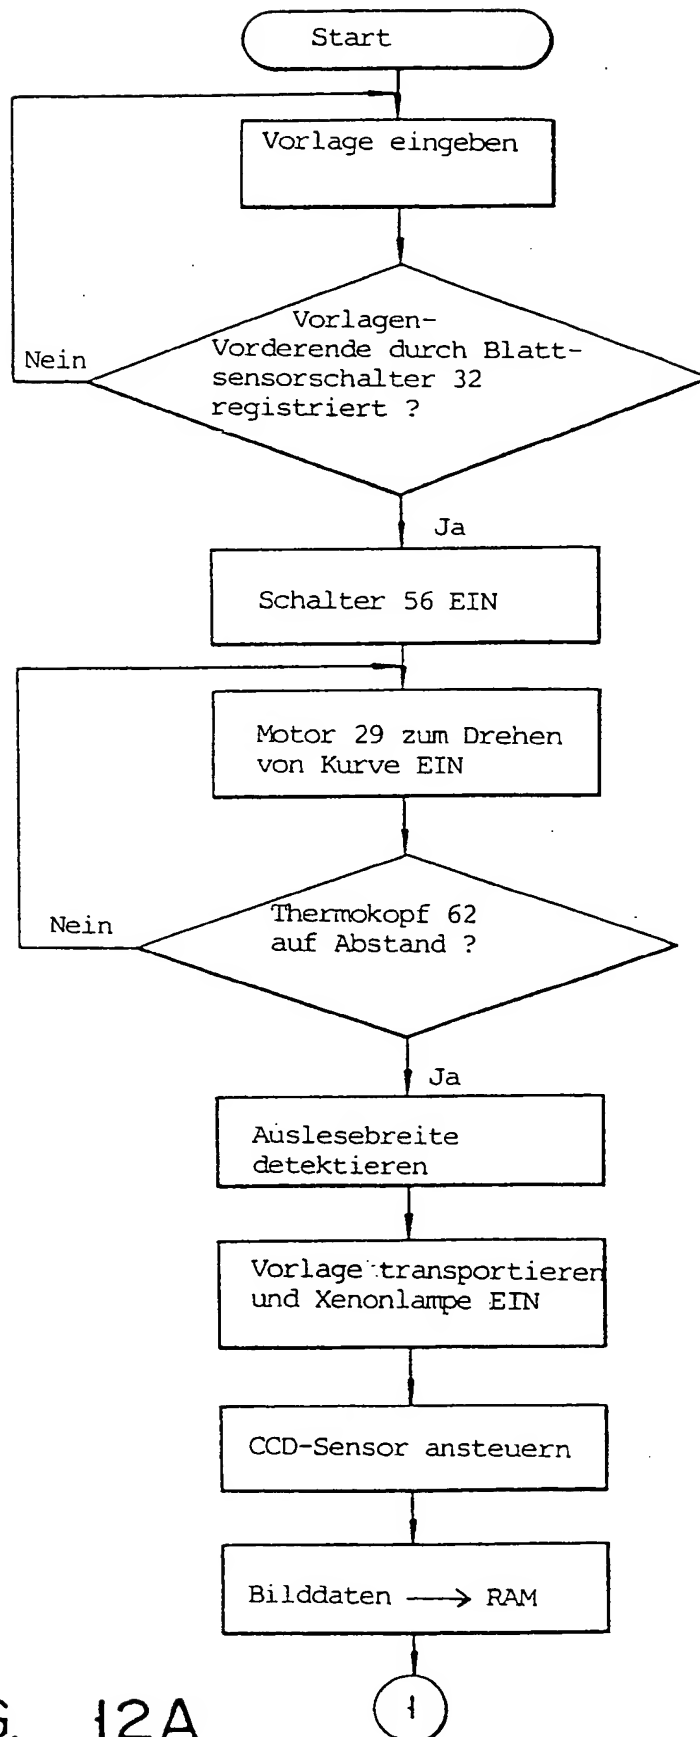 Start
Vorlage eingeben
Vorlagen-
Vorderende durch Blatt-
sensorschalter 32
registriert ?
Nein
Ja
Schalter 56 EIN
Motor 29 zum Drehen
von Kurve EIN
Thermokopf 62
auf Abstand ?
Nein
Ja
Auslesebreite
detektieren
Vorlage transportieren
und Xenonlampe EIN
CCD-Sensor ansteuern
Bilddaten → RAM
1
G. 12A